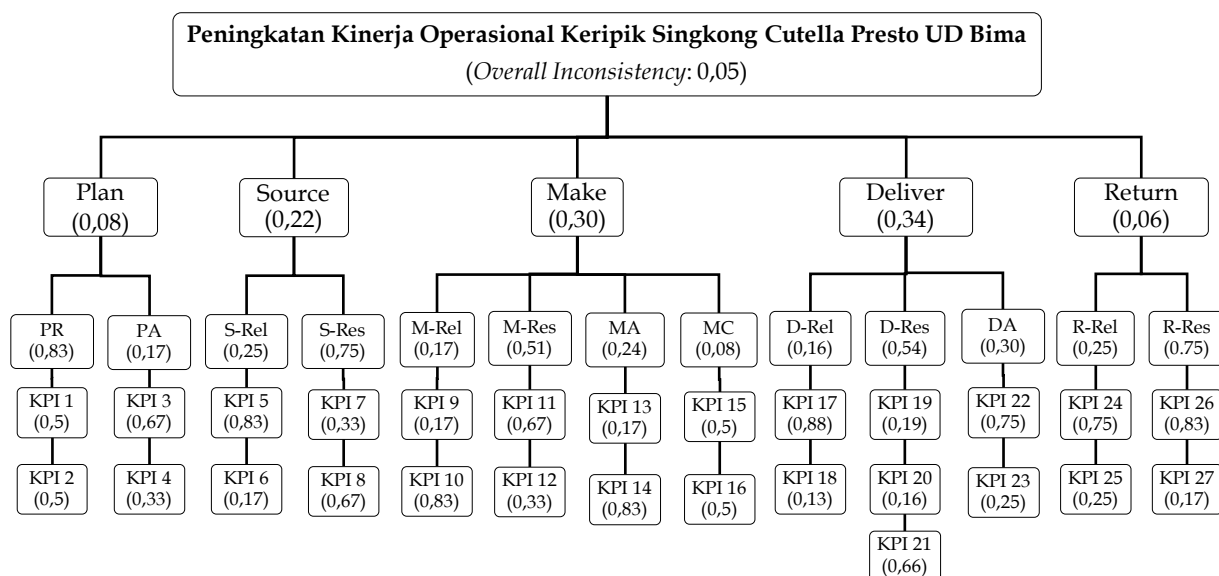 Peningkatan Kinerja Operasional Keripik Singkong Cutella Presto UD Bima
(Overall Inconsistency: 0,05)
Plan
(0,08)
Source
(0,22)
Make
(0,30)
Deliver
(0,34)
Return
(0,06)
PR
(0,83)
PA
(0,17)
S-Rel
(0,25)
S-Res
(0,75)
M-Rel
(0,17)
M-Res
(0,51)
MA
(0,24)
MC
(0,08)
D-Rel
(0,16)
D-Res
(0,54)
DA
(0,30)
R-Rel
(0,25)
R-Res
(0.75)
KPI 1
(0,5)
KPI 3
(0,67)
KPI 5
(0,83)
KPI 7
(0,33)
KPI 9
(0,17)
KPI 11
(0,67)
KPI 13
(0,17)
KPI 15
(0,5)
KPI 17
(0,88)
KPI 19
(0,19)
KPI 22
(0,75)
KPI 24
(0,75)
KPI 26
(0,83)
KPI 2
(0,5)
KPI 4
(0,33)
KPI 6
(0,17)
KPI 8
(0,67)
KPI 10
(0,83)
KPI 12
(0,33)
KPI 14
(0,83)
KPI 16
(0,5)
KPI 18
(0,13)
KPI 20
(0,16)
KPI 23
(0,25)
KPI 25
(0,25)
KPI 27
(0,17)
KPI 21
(0,66)